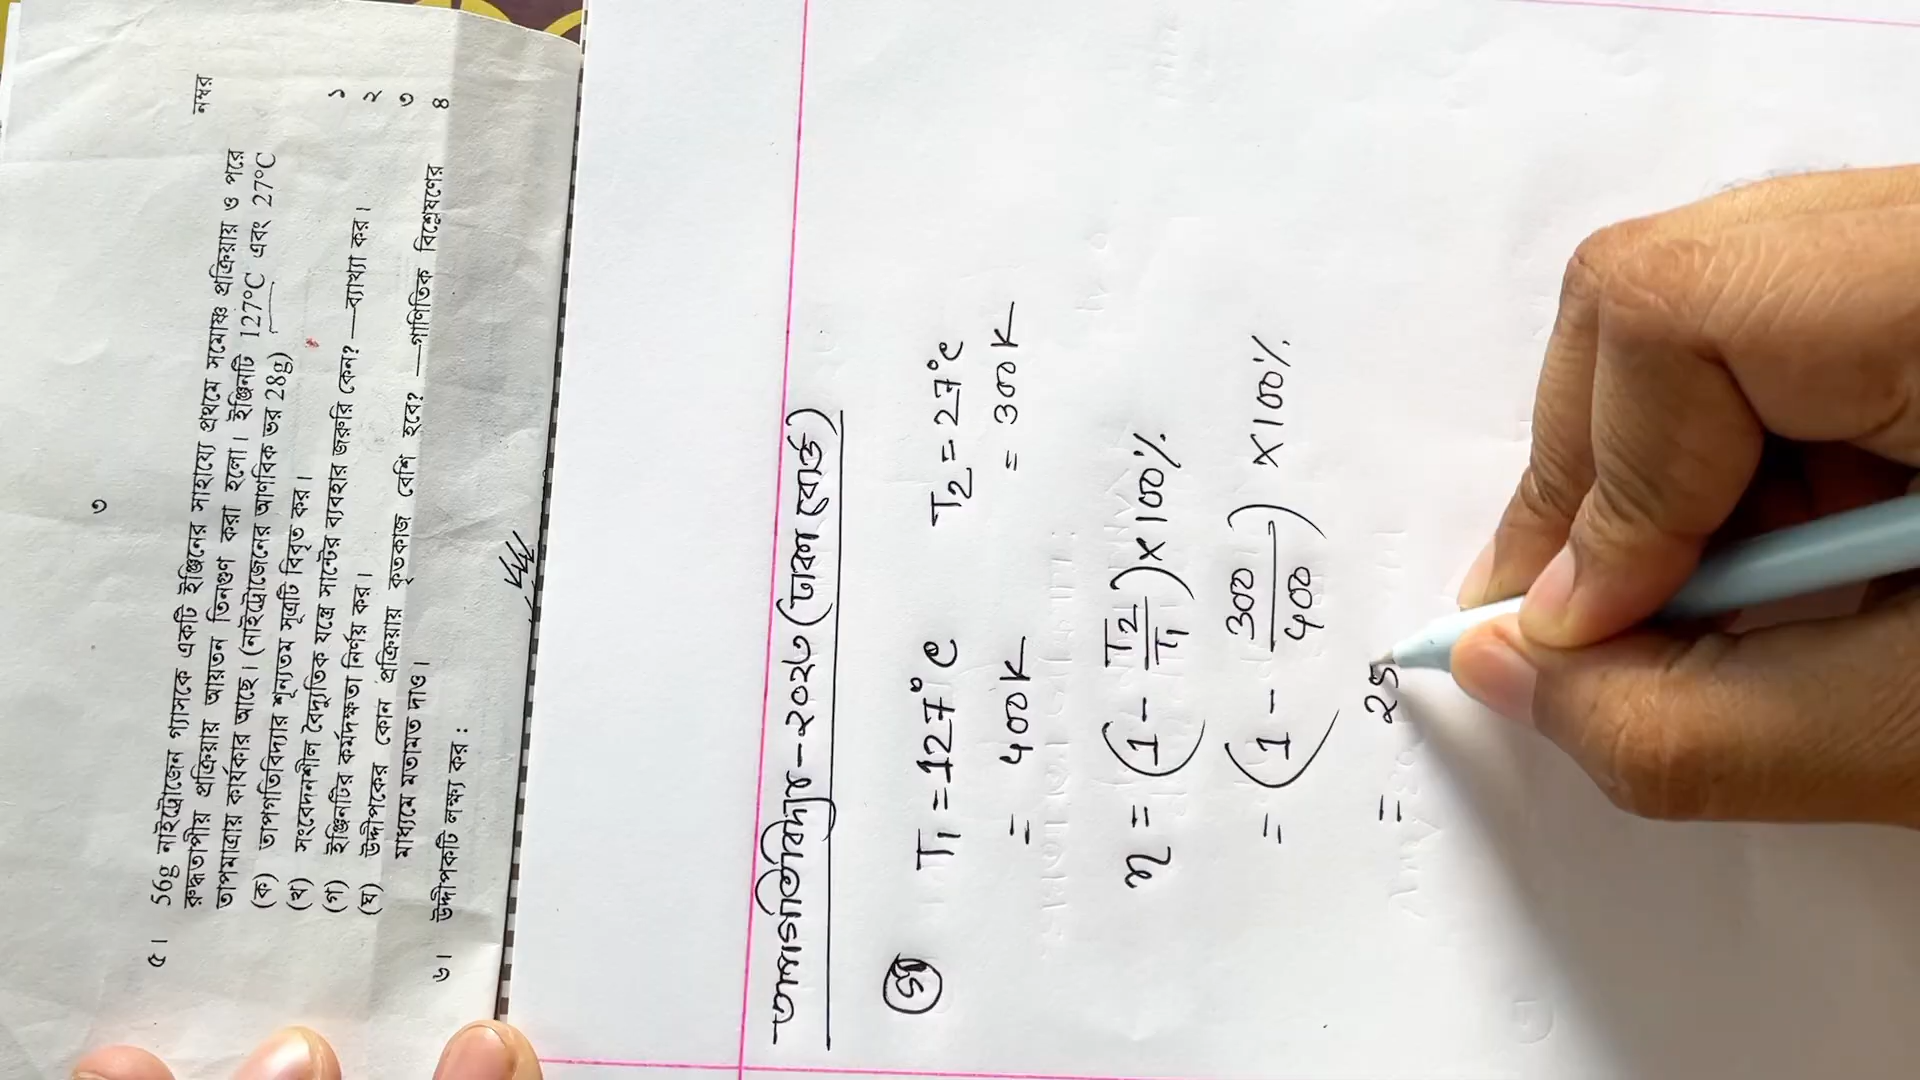 ৩
নম্বর
৫। 56g নাইট্রোজেন গ্যাসকে একটি ইঞ্জিনের সাহায্যে প্রথমে সমোষ্ণ প্রক্রিয়ায় ও পরে
রুদ্ধতাপীয় প্রক্রিয়ায় আয়তন তিনগুণ করা হলো। ইঞ্জিনটি 127°C এবং 27°C
তাপমাত্রায় কার্যকার আছে। (নাইট্রোজেনের আণবিক ভর 28g)
(ক) তাপগতিবিদ্যার শূন্যতম সূত্রটি বিবৃত কর। ১
(খ) সংবেদনশীল বৈদ্যুতিক যন্ত্রে সান্টের ব্যবহার জরুরি কেন? —ব্যাখ্যা কর। ২
(গ) ইঞ্জিনটির কর্মদক্ষতা নির্ণয় কর। ৩
(ঘ) উদ্দীপকের কোন প্রক্রিয়ায় কৃতকাজ বেশি হবে? —গাণিতিক বিশ্লেষণের ৪
মাধ্যমে মতামত দাও।
৬। উদ্দীপকটি লক্ষ্য কর :
তাপগতিবিদ্যা - ২০২৩ (ঢাকা বোর্ড)
গ T₁ = 127°C T₂ = 27°C
= 400K = 300K
η = (1 - T₂/T₁) × 100%
= (1 - 300/400) × 100%
= 25